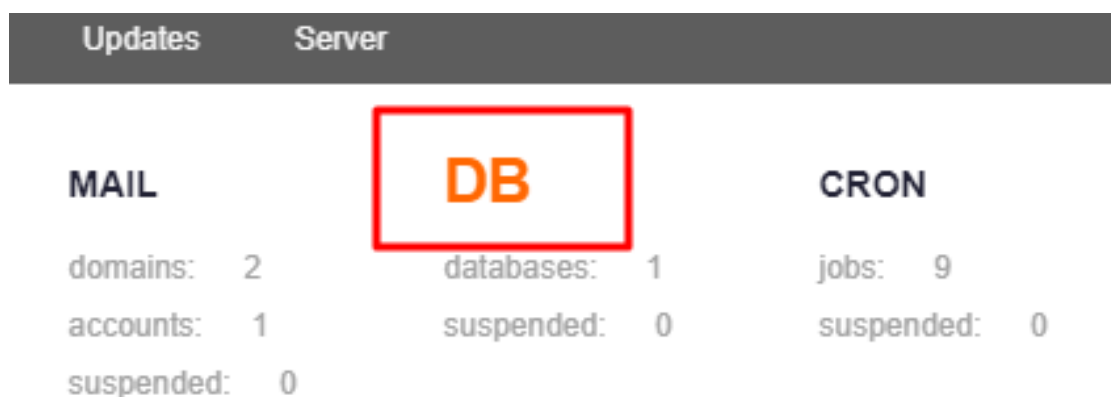 Updates Server
MAIL DB CRON
domains: 2 databases: 1 jobs: 9
accounts: 1 suspended: 0 suspended: 0
suspended: 0